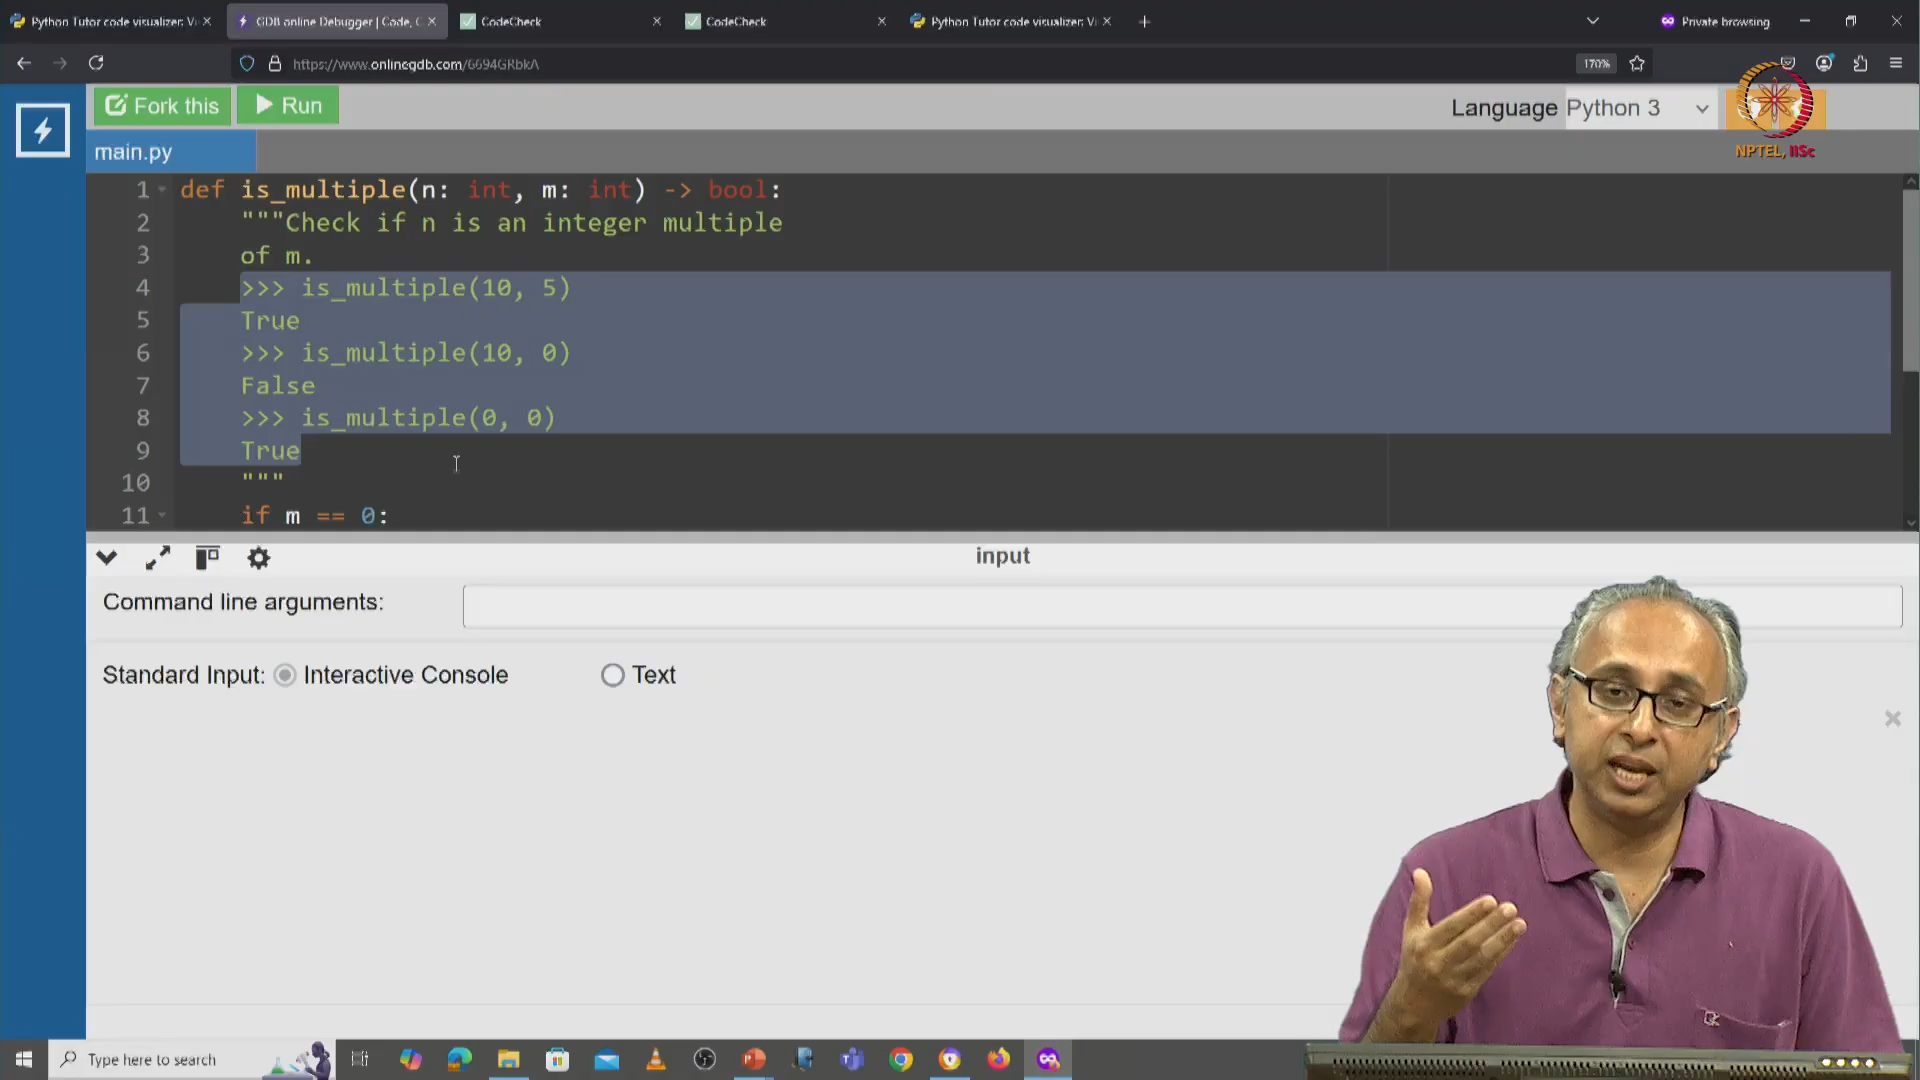 Python Tutor code visualizer: Vi
GDB online Debugger | Code, C
CodeCheck
CodeCheck
Python Tutor code visualizer: Vi
Private browsing
https://www.onlinegdb.com/6694GRbkA
170%
Fork this
Run
Language Python 3
NPTEL, IISc
main.py
1 def is_multiple(n: int, m: int) -> bool:
2 """Check if n is an integer multiple
3 of m.
4 >>> is_multiple(10, 5)
5 True
6 >>> is_multiple(10, 0)
7 False
8 >>> is_multiple(0, 0)
9 True
10 """
11 if m == 0:
input
Command line arguments:
Standard Input: Interactive Console Text
Type here to search